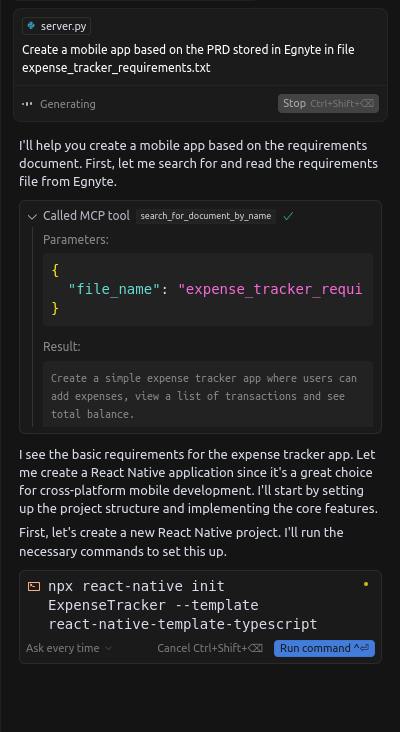 server.py
Create a mobile app based on the PRD stored in Egnyte in file
expense_tracker_requirements.txt
Generating
Stop Ctrl+Shift+⌫
I'll help you create a mobile app based on the requirements
document. First, let me search for and read the requirements
file from Egnyte.
Called MCP tool search_for_document_by_name
Parameters:
{
"file_name": "expense_tracker_requi
}
Result:
Create a simple expense tracker app where users can
add expenses, view a list of transactions and see
total balance.
I see the basic requirements for the expense tracker app. Let
me create a React Native application since it's a great choice
for cross-platform mobile development. I'll start by setting
up the project structure and implementing the core features.
First, let's create a new React Native project. I'll run the
necessary commands to set this up.
npx react-native init
ExpenseTracker --template
react-native-template-typescript
Ask every time Cancel Ctrl+Shift+⌫ Run command ^⏎